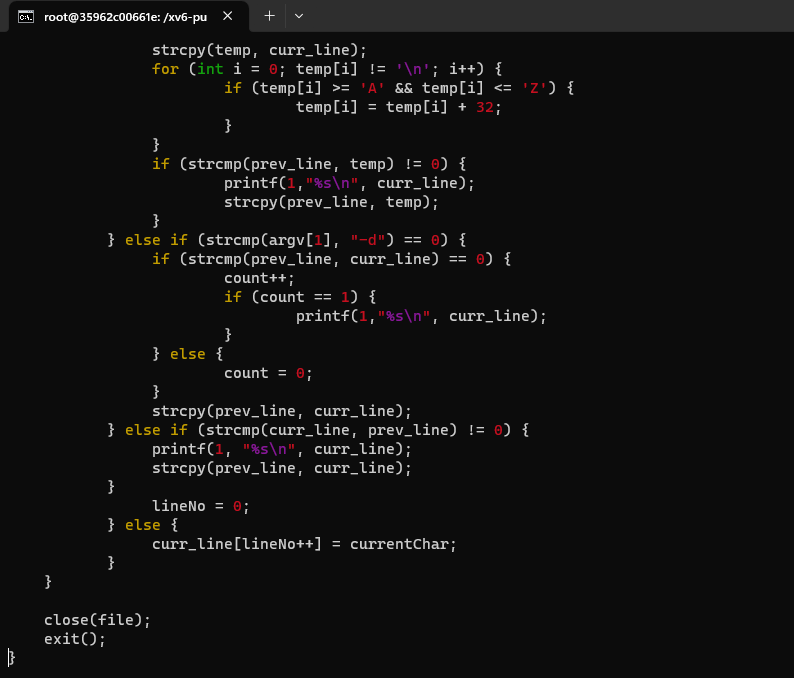 root@35962c00661e: /xv6-pu
strcpy(temp, curr_line);
for (int i = 0; temp[i] != '\n'; i++) {
if (temp[i] >= 'A' && temp[i] <= 'Z') {
temp[i] = temp[i] + 32;
}
}
if (strcmp(prev_line, temp) != 0) {
printf(1,"%s\n", curr_line);
strcpy(prev_line, temp);
}
} else if (strcmp(argv[1], "-d") == 0) {
if (strcmp(prev_line, curr_line) == 0) {
count++;
if (count == 1) {
printf(1,"%s\n", curr_line);
}
} else {
count = 0;
}
strcpy(prev_line, curr_line);
} else if (strcmp(curr_line, prev_line) != 0) {
printf(1, "%s\n", curr_line);
strcpy(prev_line, curr_line);
}
lineNo = 0;
} else {
curr_line[lineNo++] = currentChar;
}
}
close(file);
exit();
}